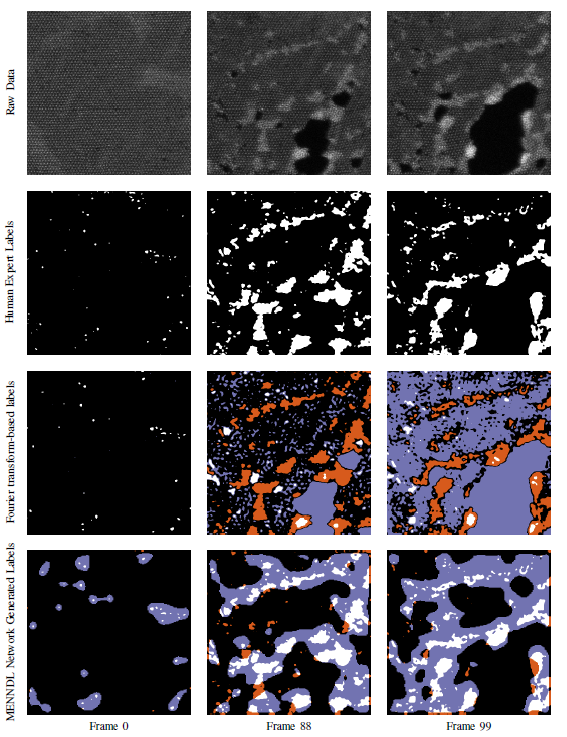 Raw Data
Human Expert Labels
Fourier transform-based labels
MENNDL Network Generated Labels
Frame 0
Frame 88
Frame 99